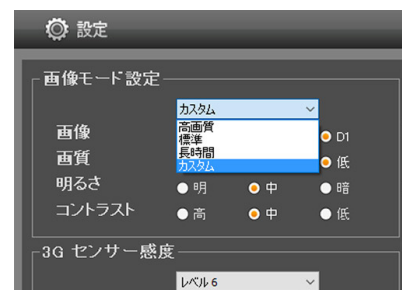 設定
画像モード設定
カスタム
高画質
標準
長時間
カスタム
画像 D1
画質 低
明るさ 明 中 暗
コントラスト 高 中 低
3G センサー感度
レベル 6